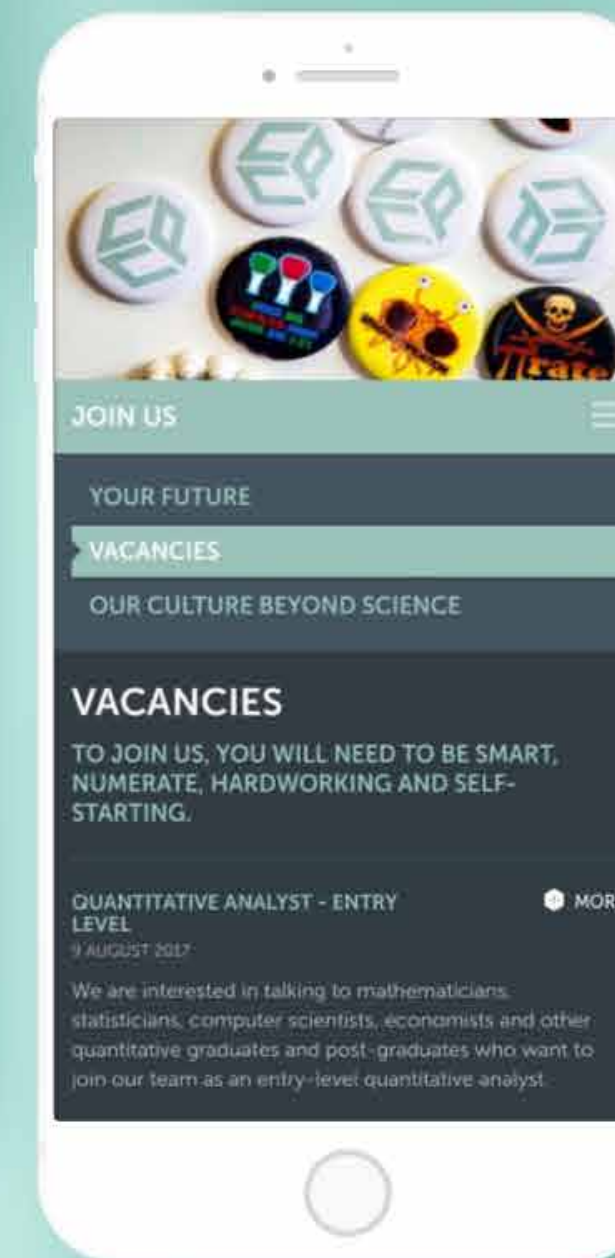 πrate
JOIN US
YOUR FUTURE
VACANCIES
OUR CULTURE BEYOND SCIENCE
VACANCIES
TO JOIN US, YOU WILL NEED TO BE SMART,
NUMERATE, HARDWORKING AND SELF-
STARTING.
QUANTITATIVE ANALYST - ENTRY
LEVEL
MOR
9 AUGUST 2017
We are interested in talking to mathematicians,
statisticians, computer scientists, economists and other
quantitative graduates and post-graduates who want to
join our team as an entry-level quantitative analyst.